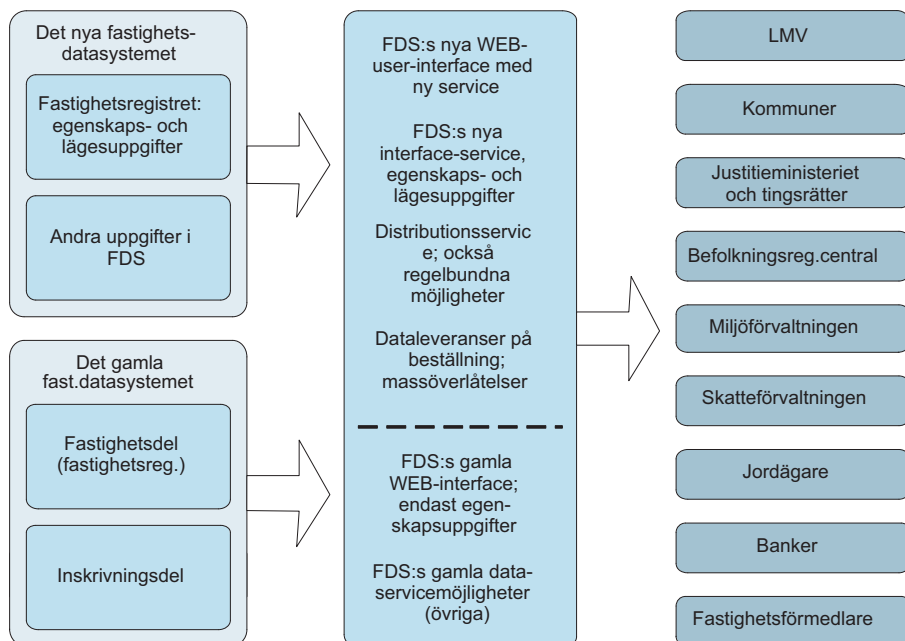 Det nya fastighets-
datasystemet
Fastighetsregistret:
egenskaps- och
lägesuppgifter
Andra uppgifter i
FDS
Det gamla
fast.datasystemet
Fastighetsdel
(fastighetsreg.)
Inskrivningsdel
FDS:s nya WEB-
user-interface med
ny service
FDS:s nya
interface-service,
egenskaps- och
lägesuppgifter
Distributionsservic
e; också
regelbundna
möjligheter
Dataleveranser på
beställning;
massöverlåtelser
FDS:s gamla
WEB-interface;
endast egen-
skapsuppgifter
FDS:s gamla data-
servicemöjligheter
(övriga)
LMV
Kommuner
Justitieministeriet
och tingsrätter
Befolkningsreg.central
Miljöförvaltningen
Skatteförvaltningen
Jordägare
Banker
Fastighetsförmedlare